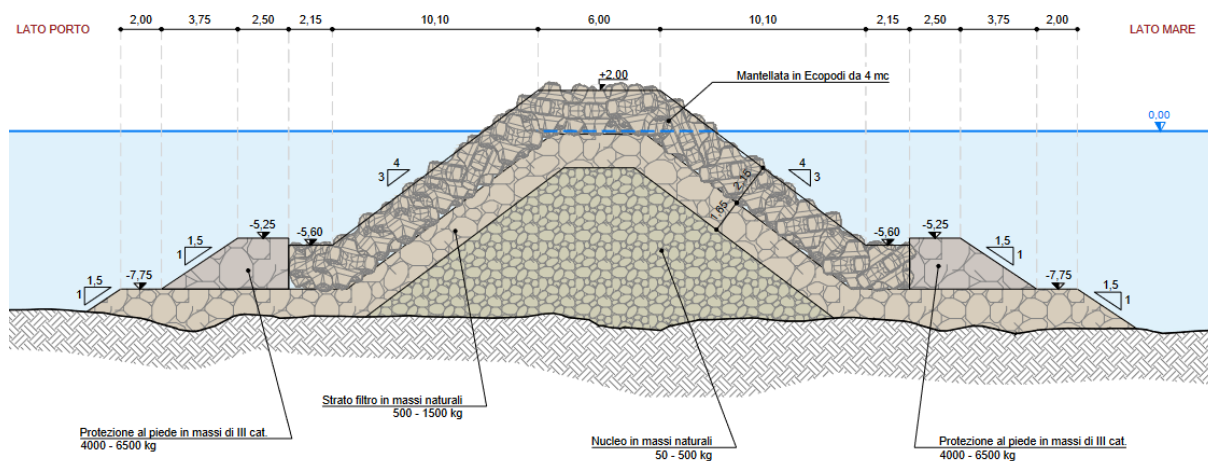 2,00 3,75 2,50 2,15 10,10 6,00 10,10 2,15 2,50 3,75 2,00
LATO PORTO
LATO MARE
+2,00
Mantellata in Ecopodi da 4 mc
0,00
4
3
4
3
2,15
1,65
-5,25
-5,60
-5,60
-5,25
1,5
1
1,5
1
-7,75
-7,75
1,5
1
1,5
1
Strato filtro in massi naturali
500 - 1500 kg
Protezione al piede in massi di III cat.
4000 - 6500 kg
Nucleo in massi naturali
50 - 500 kg
Protezione al piede in massi di III cat.
4000 - 6500 kg